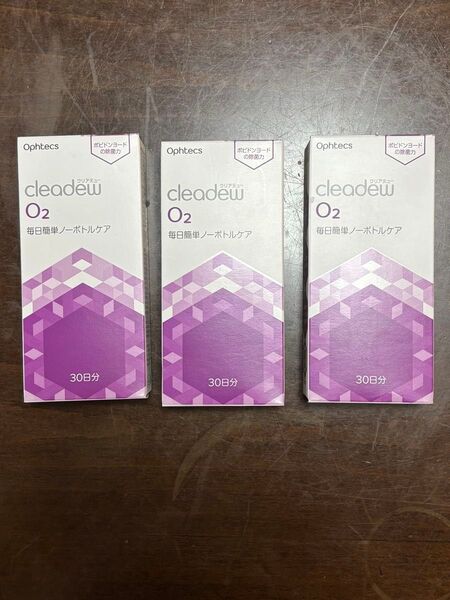 Ophtecs
ポビドンヨード
の除菌力
クリアデュー
cleadew
O2
毎日簡単ノーボトルケア
30日分
Ophtecs
ポビドンヨード
の除菌力
クリアデュー
cleadew
O2
毎日簡単ノーボトルケア
30日分
Ophtecs
ポビドンヨード
の除菌力
クリアデュー
cleadew
O2
毎日簡単ノーボトルケア
30日分